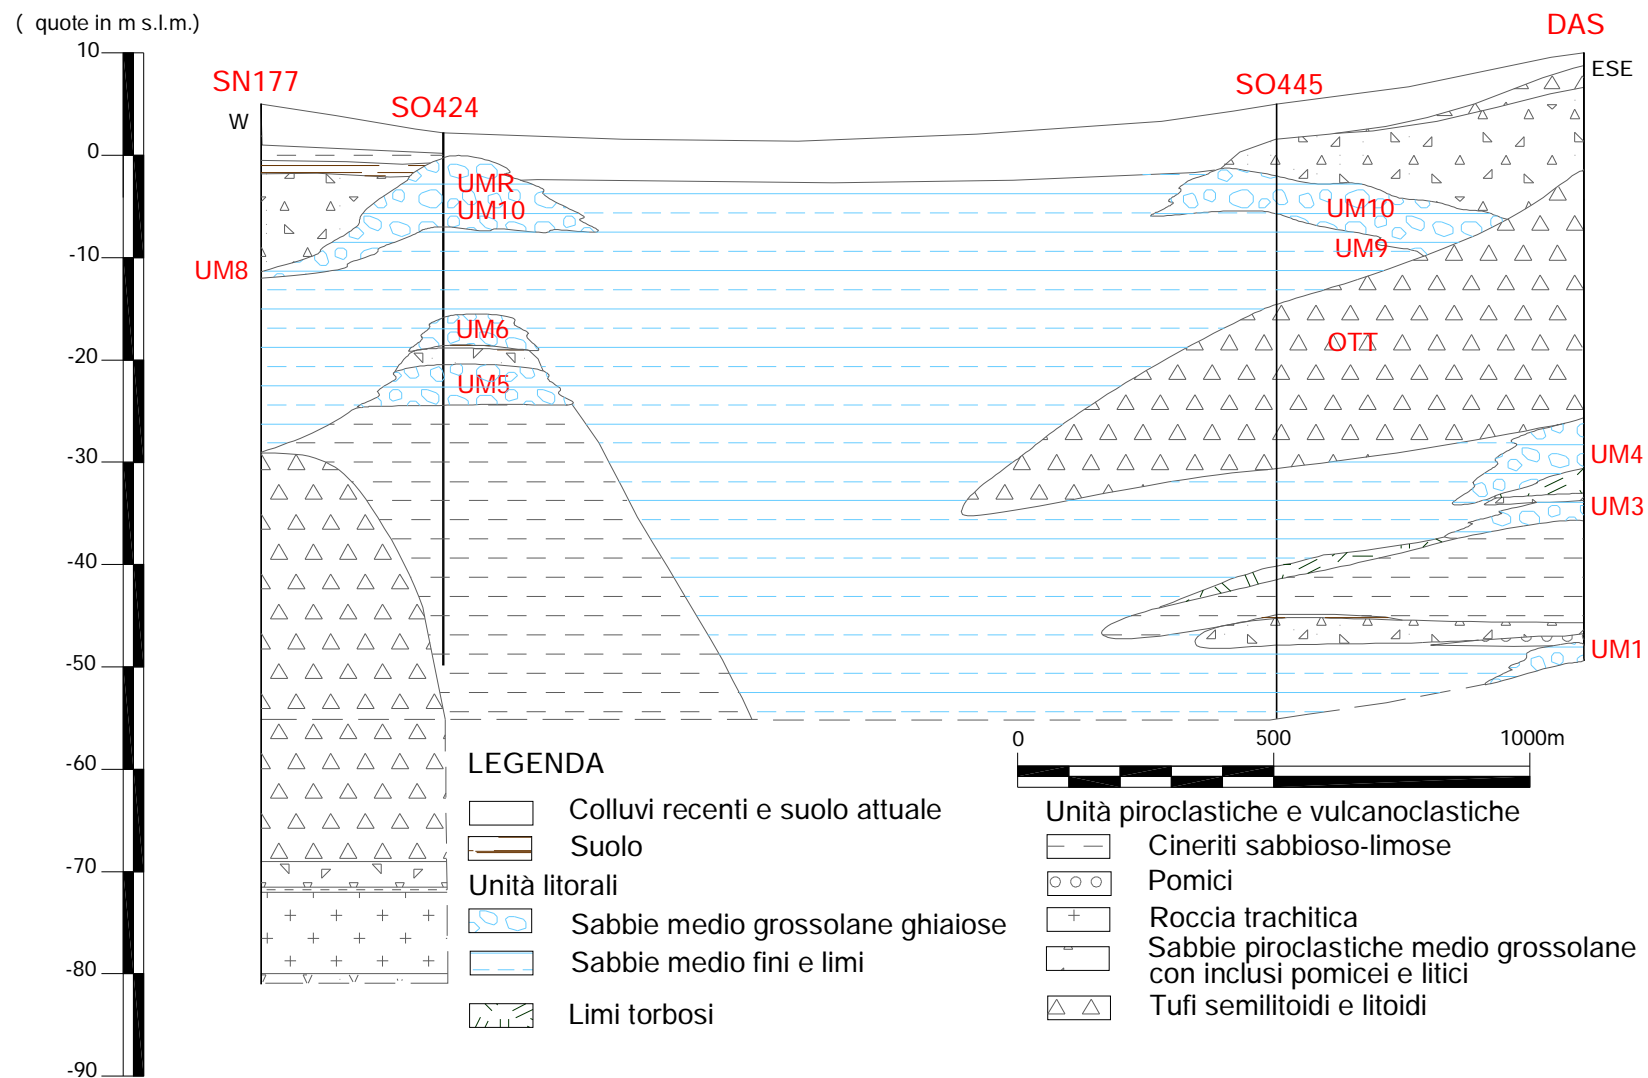 ( quote in m s.l.m.)
DAS
10
ESE
SN177
SO445
SO424
W
0
UMR
UM10
UM10
UM9
-10
UM8
UM6
OTT
-20
UM5
-30
UM4
UM3
-40
-50
UM1
0 500 1000m
-60
-70
-80
-90
LEGENDA
Colluvi recenti e suolo attuale
Suolo
Unità litorali
Sabbie medio grossolane ghiaiose
Sabbie medio fini e limi
Limi torbosi
Unità piroclastiche e vulcanoclastiche
Cineriti sabbioso-limose
Pomici
Roccia trachitica
Sabbie piroclastiche medio grossolane
con inclusi pomicei e litici
Tufi semilitoidi e litoidi